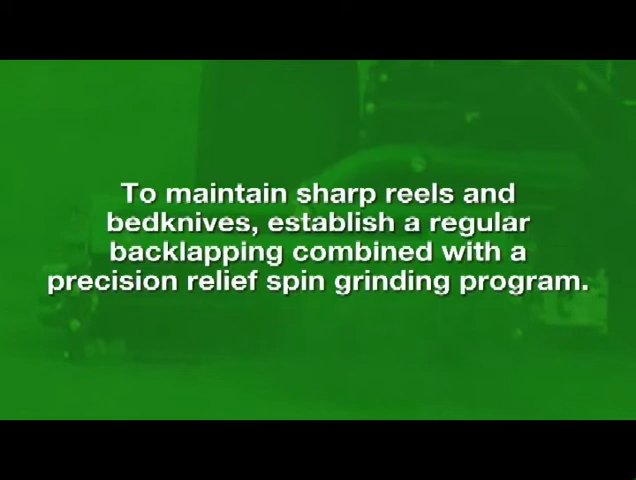 To maintain sharp reels and
bedknives, establish a regular
backlapping combined with a
precision relief spin grinding program.